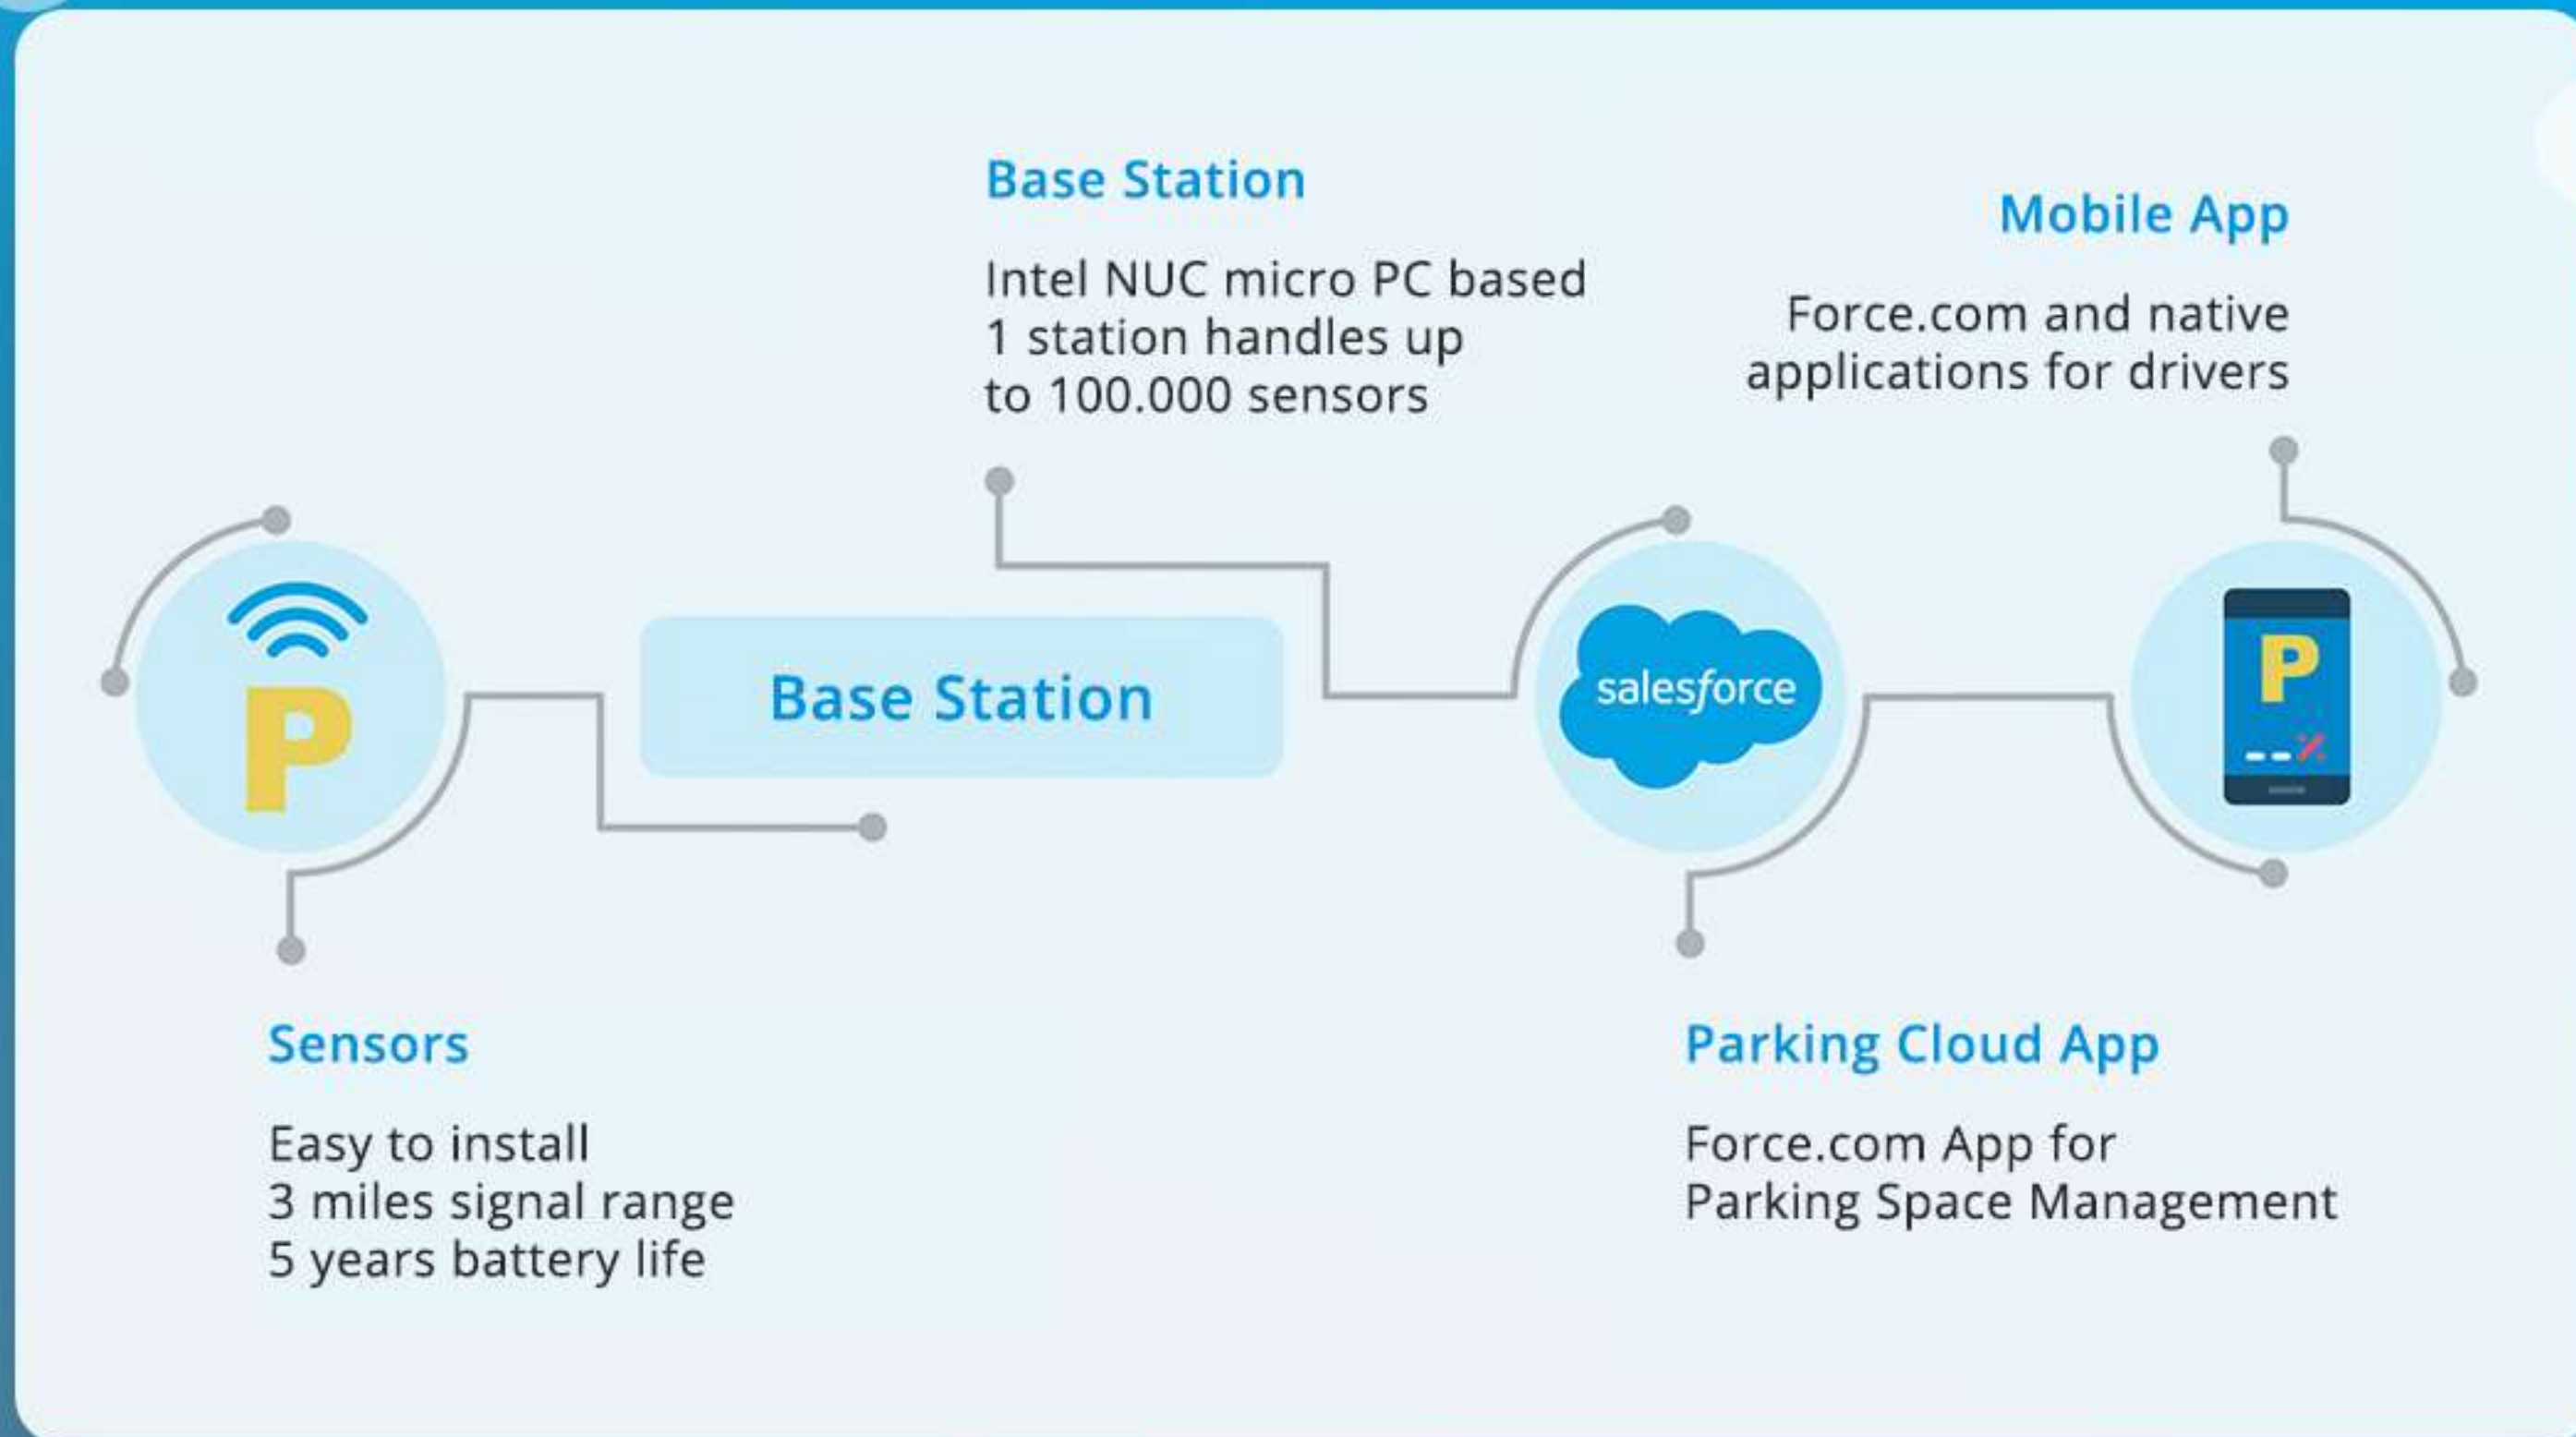 Base Station
Intel NUC micro PC based
1 station handles up
to 100.000 sensors
Mobile App
Force.com and native
applications for drivers
P
Base Station
salesforce
P
Sensors
Easy to install
3 miles signal range
5 years battery life
Parking Cloud App
Force.com App for
Parking Space Management